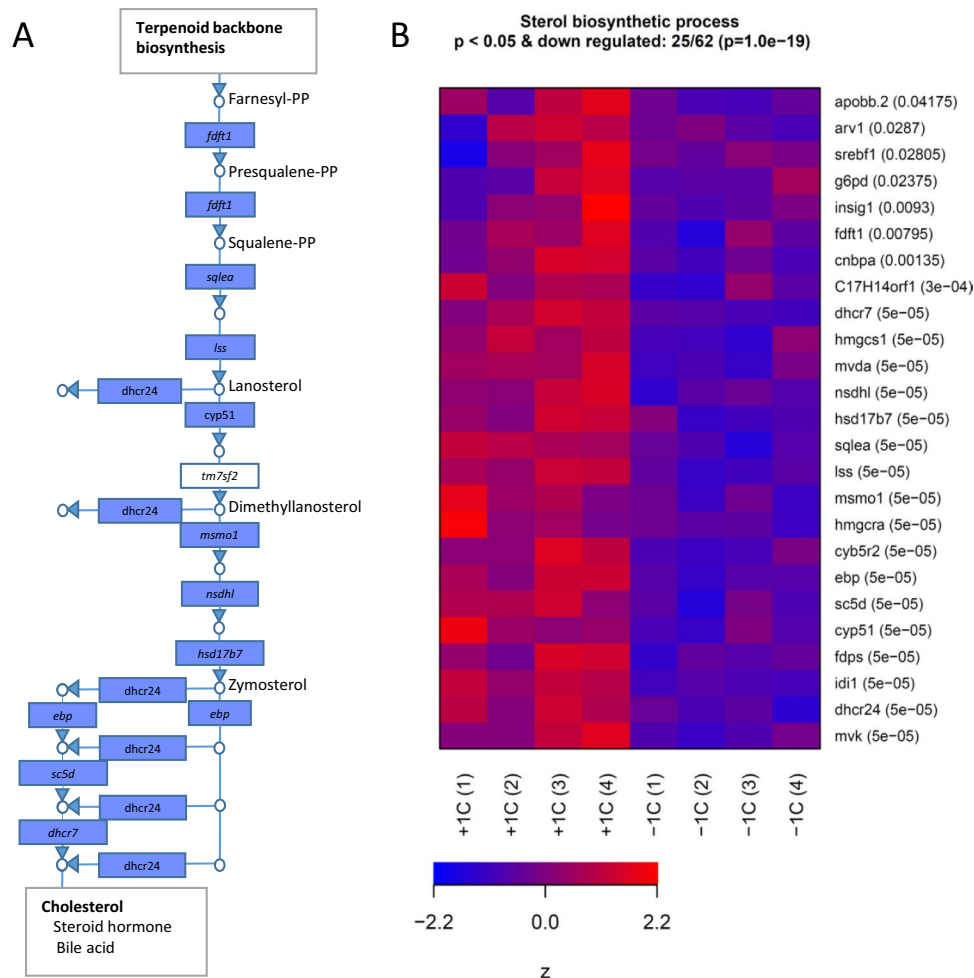 A
Terpenoid backbone
biosynthesis
Farnesyl-PP
fdft1
Presqualene-PP
fdft1
Squalene-PP
sqlea
lss
Lanosterol
dhcr24
cyp51
tm7sf2
Dimethyllanosterol
dhcr24
msmo1
nsdhl
hsd17b7
Zymosterol
dhcr24
ebp
ebp
dhcr24
sc5d
dhcr24
dhcr7
dhcr24
Cholesterol
Steroid hormone
Bile acid
B
Sterol biosynthetic process
p < 0.05 & down regulated: 25/62 (p=1.0e−19)
apobb.2 (0.04175)
arv1 (0.0287)
srebf1 (0.02805)
g6pd (0.02375)
insig1 (0.0093)
fdft1 (0.00795)
cnbpa (0.00135)
C17H14orf1 (3e−04)
dhcr7 (5e−05)
hmgcs1 (5e−05)
mvda (5e−05)
nsdhl (5e−05)
hsd17b7 (5e−05)
sqlea (5e−05)
lss (5e−05)
msmo1 (5e−05)
hmgcra (5e−05)
cyb5r2 (5e−05)
ebp (5e−05)
sc5d (5e−05)
cyp51 (5e−05)
fdps (5e−05)
idi1 (5e−05)
dhcr24 (5e−05)
mvk (5e−05)
+1C (1)
+1C (2)
+1C (3)
+1C (4)
−1C (1)
−1C (2)
−1C (3)
−1C (4)
−2.2 0.0 2.2
z